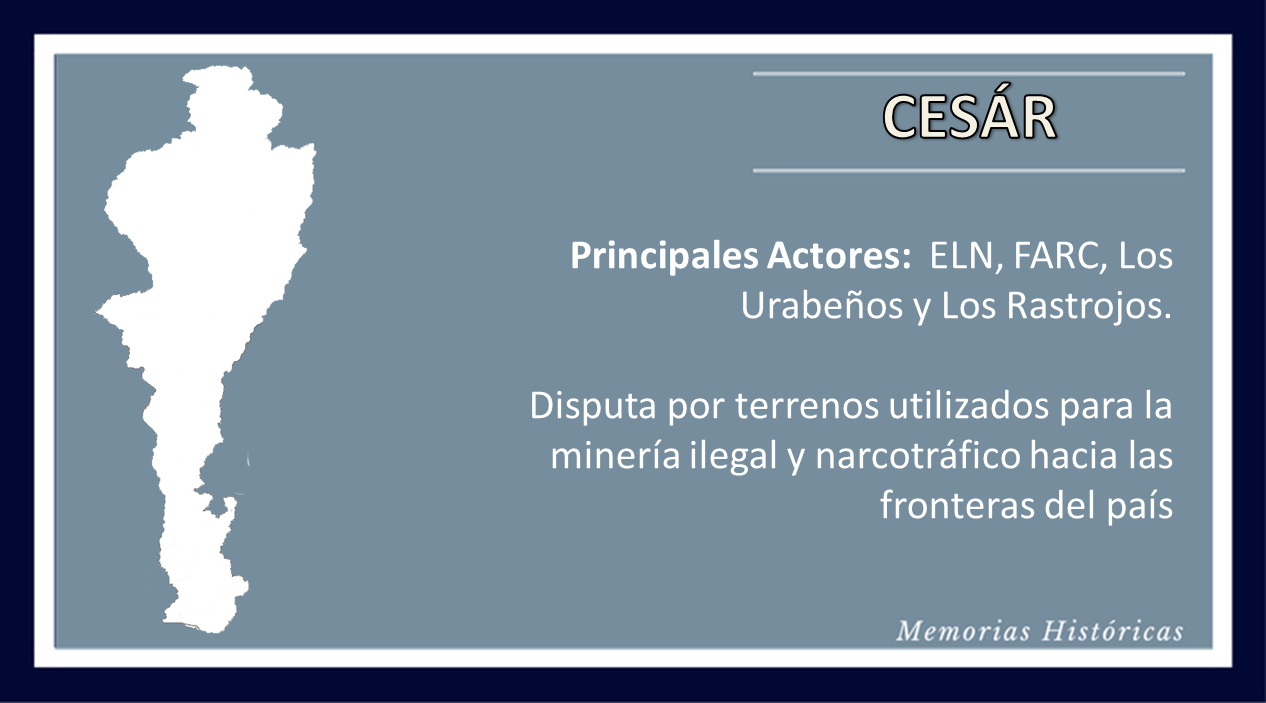 CESÁR
Principales Actores: ELN, FARC, Los
Urabeños y Los Rastrojos.
Disputa por terrenos utilizados para la
minería ilegal y narcotráfico hacia las
fronteras del país
Memorias Históricas